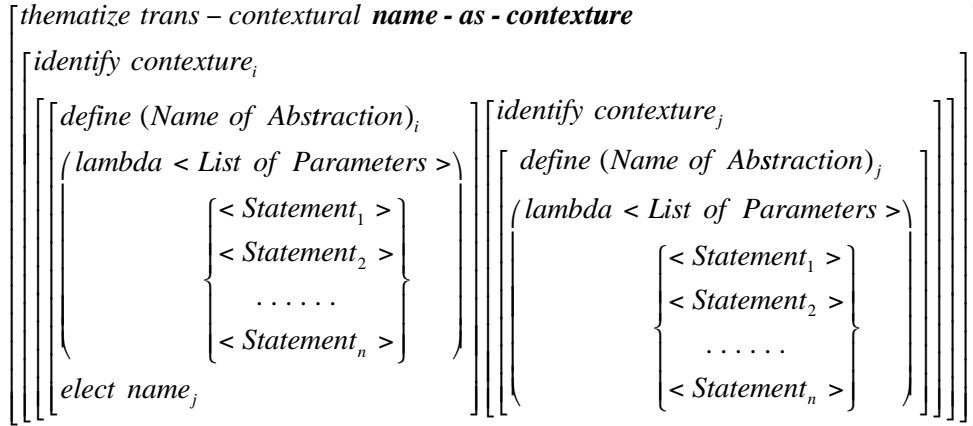 thematize trans – contextural name - as - contexture
identify contexture_i
define (Name of Abstraction)_i
(lambda < List of Parameters >)
{< Statement_1 >
< Statement_2 >
. . . . . .
< Statement_n >}
elect name_j
identify contexture_j
define (Name of Abstraction)_j
(lambda < List of Parameters >)
{< Statement_1 >
< Statement_2 >
. . . . . .
< Statement_n >}